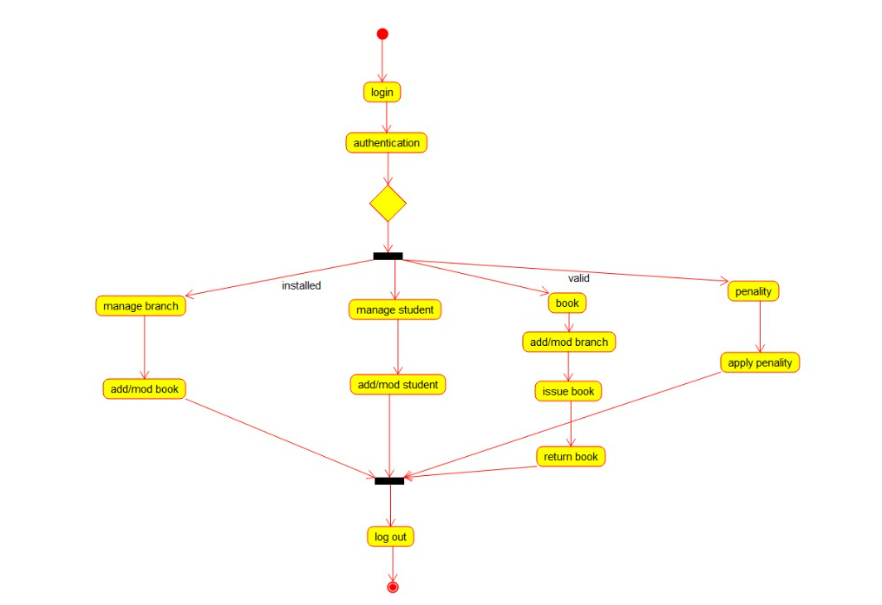 login
authentication
installed
valid
manage branch
manage student
book
penality
add/mod branch
add/mod book
add/mod student
issue book
apply penality
return book
log out